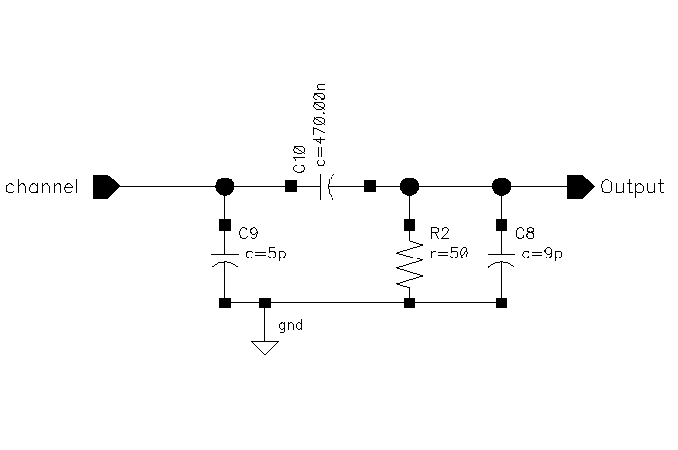 channel
C10
c=470.00n
Output
C9
c=5p
R2
r=50
C8
c=9p
gnd